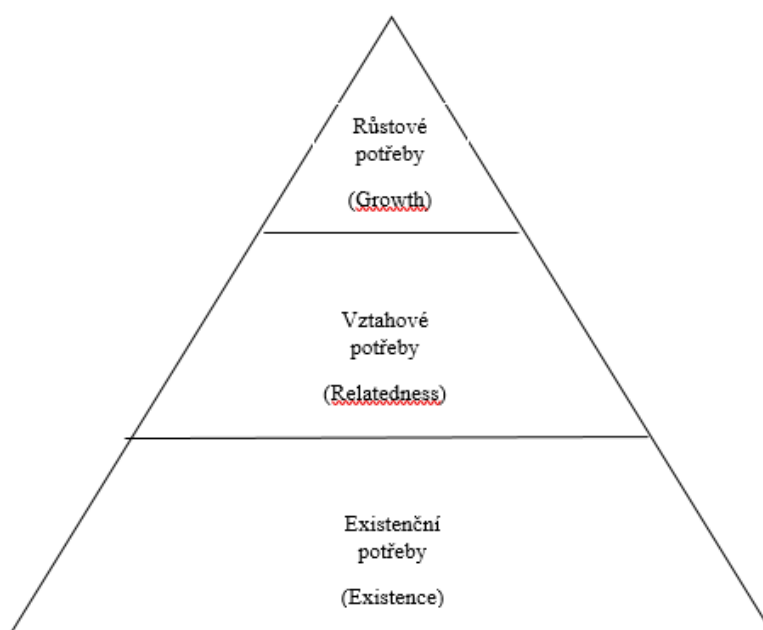 Růstové
potřeby
(Growth)
Vztahové
potřeby
(Relatedness)
Existenční
potřeby
(Existence)